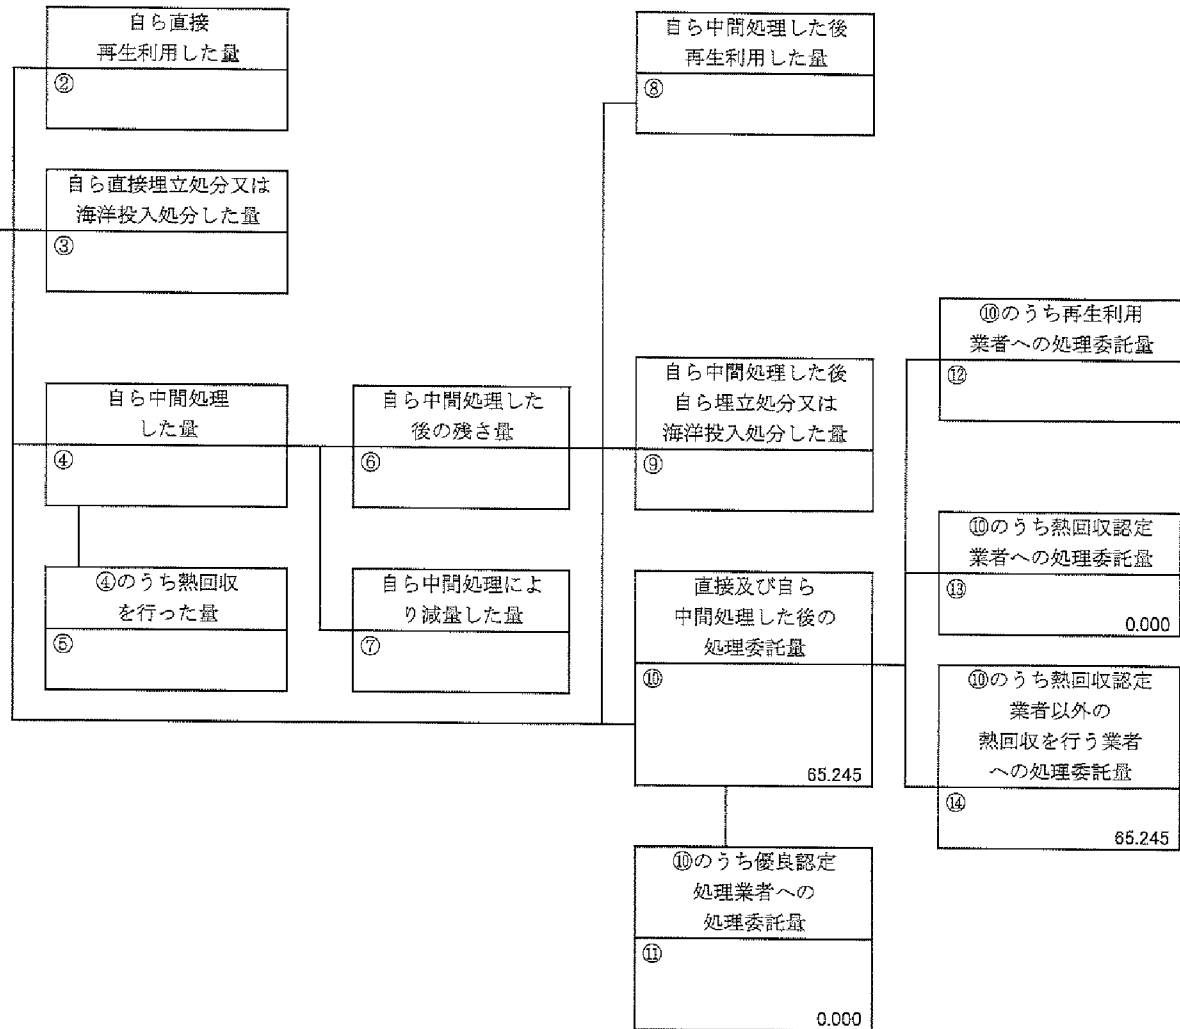 自ら直接
再生利用した量
②
自ら中間処理した後
再生利用した量
⑧
自ら直接埋立処分又は
海洋投入処分した量
③
⑩のうち再生利用
業者への処理委託量
⑫
自ら中間処理
した量
④
自ら中間処理した
後の残さ量
⑥
自ら中間処理した後
自ら埋立処分又は
海洋投入処分した量
⑨
⑩のうち熱回収認定
業者への処理委託量
⑬
0.000
④のうち熱回収
を行った量
⑤
自ら中間処理によ
り減量した量
⑦
直接及び自ら
中間処理した後の
処理委託量
⑩
65.245
⑩のうち熱回収認定
業者以外の
熱回収を行う業者
への処理委託量
⑭
65.245
⑩のうち優良認定
処理業者への
処理委託量
⑪
0.000